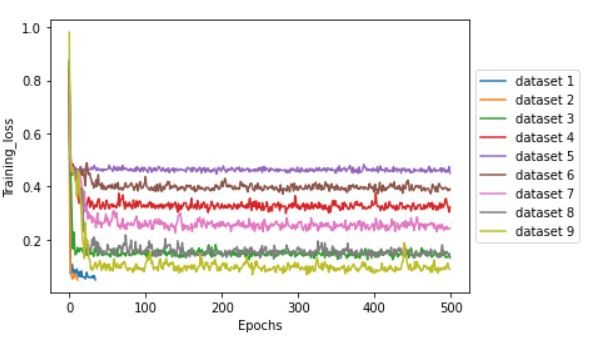 1.0
0.8
0.6
0.4
0.2
Training_loss
0
100
200
300
400
500
Epochs
dataset 1
dataset 2
dataset 3
dataset 4
dataset 5
dataset 6
dataset 7
dataset 8
dataset 9